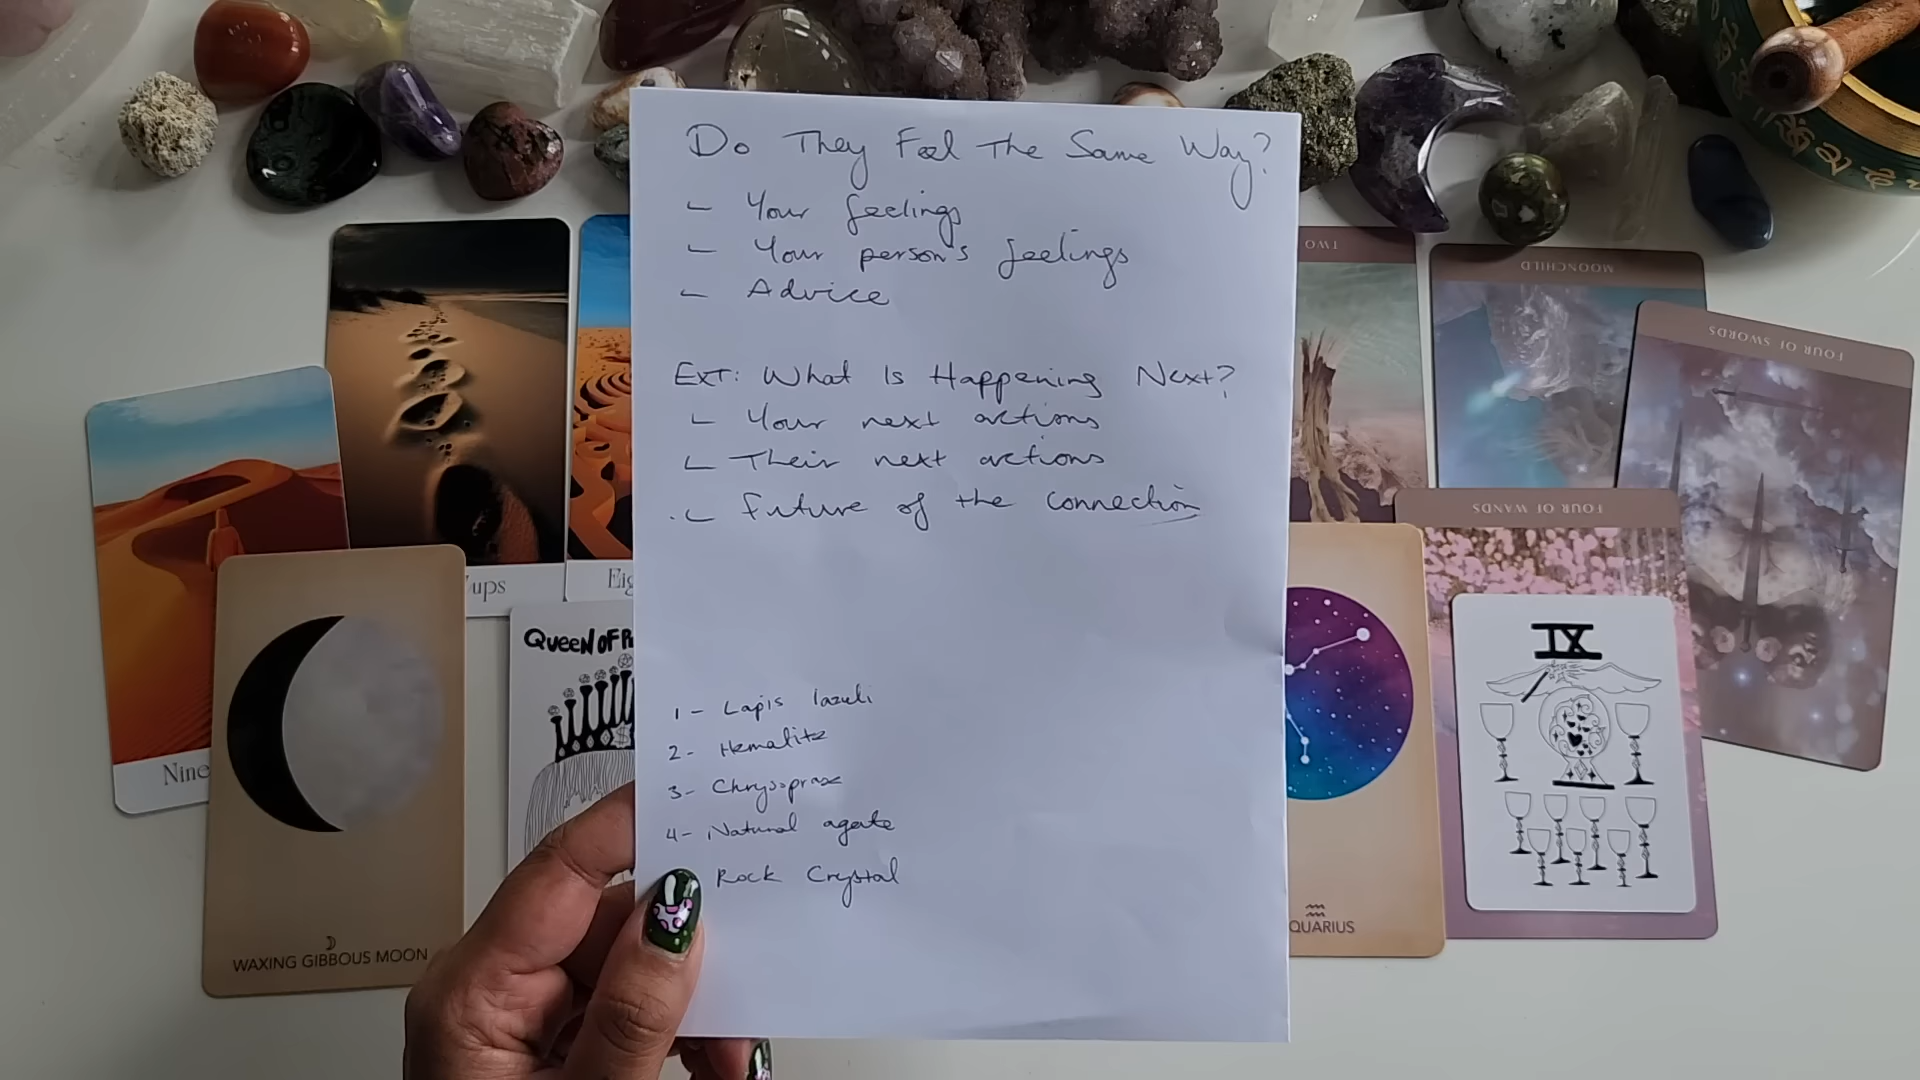 Do They Feel The Same Way?
Your feelings
Your person's feelings
Advice
Ext: What Is Happening Next?
Your next actions
Their next actions
Future of the connection
1- Lapis lazuli
2- Hematite
3- Chrysoprase
4- Natural agate
Rock Crystal
TWO
MOONCHILD
FOUR OF SWORDS
FOUR OF WANDS
Nine
ups
Eig
QUEEN OF P
WAXING GIBBOUS MOON
QUARIUS
IX